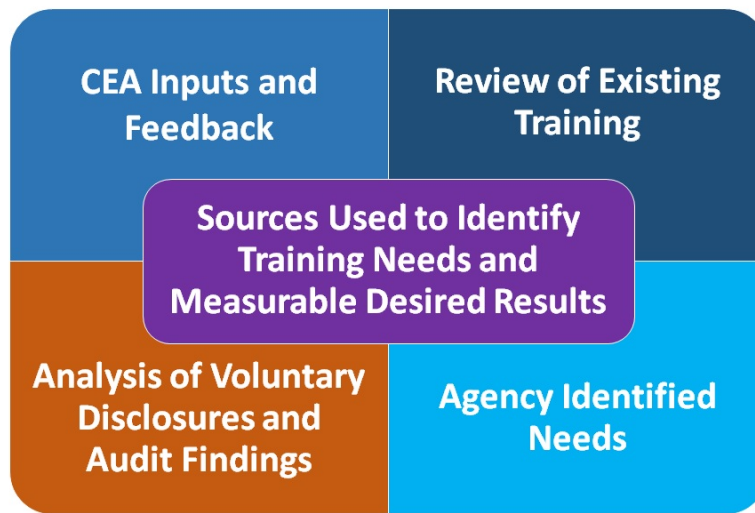 CEA Inputs and
Feedback
Review of Existing
Training
Sources Used to Identify
Training Needs and
Measurable Desired Results
Analysis of Voluntary
Disclosures and
Audit Findings
Agency Identified
Needs